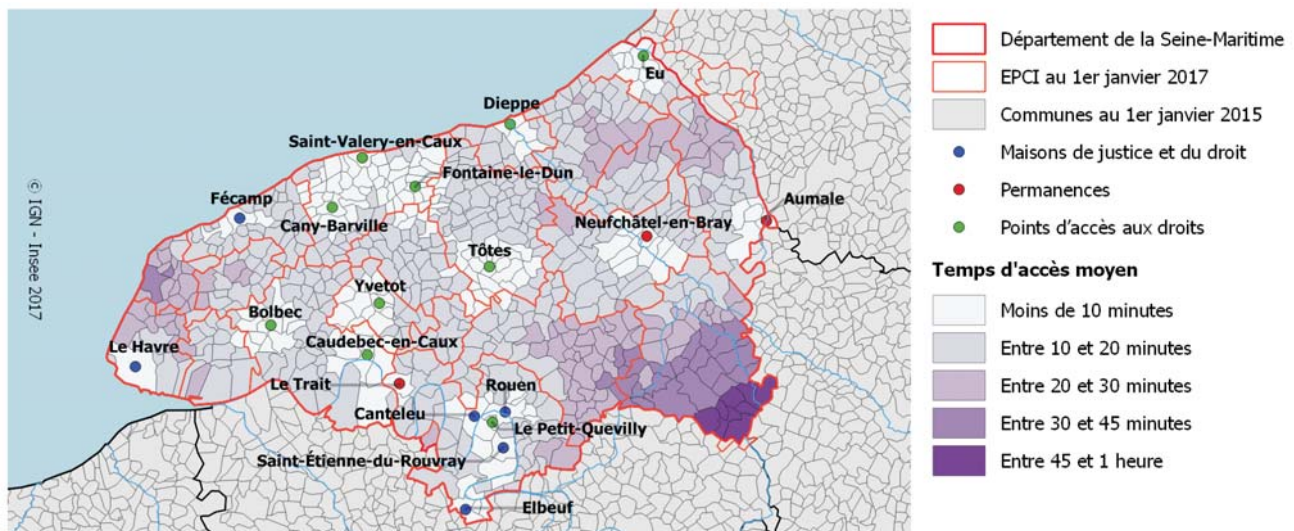 Eu
Dieppe
Saint-Valery-en-Caux
Fontaine-le-Dun
Fécamp
Cany-Barville
Aumale
Neufchâtel-en-Bray
Tôtes
Yvetot
Bolbec
Le Havre
Caudebec-en-Caux
Le Trait
Rouen
Canteleu
Le Petit-Quevilly
Saint-Étienne-du-Rouvray
Elbeuf
© IGN - Insee 2017
Département de la Seine-Maritime
EPCI au 1er janvier 2017
Communes au 1er janvier 2015
Maisons de justice et du droit
Permanences
Points d'accès aux droits
Temps d'accès moyen
Moins de 10 minutes
Entre 10 et 20 minutes
Entre 20 et 30 minutes
Entre 30 et 45 minutes
Entre 45 et 1 heure